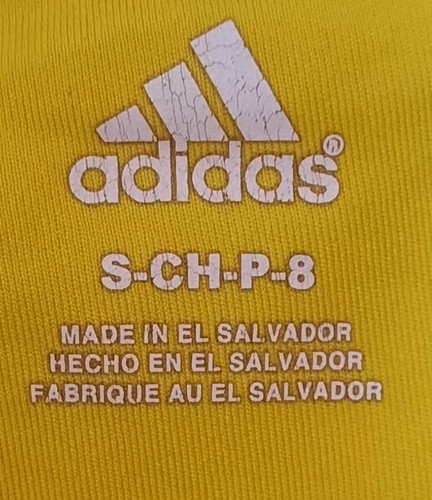 adidas®
S-CH-P-8
MADE IN EL SALVADOR
HECHO EN EL SALVADOR
FABRIQUE AU EL SALVADOR